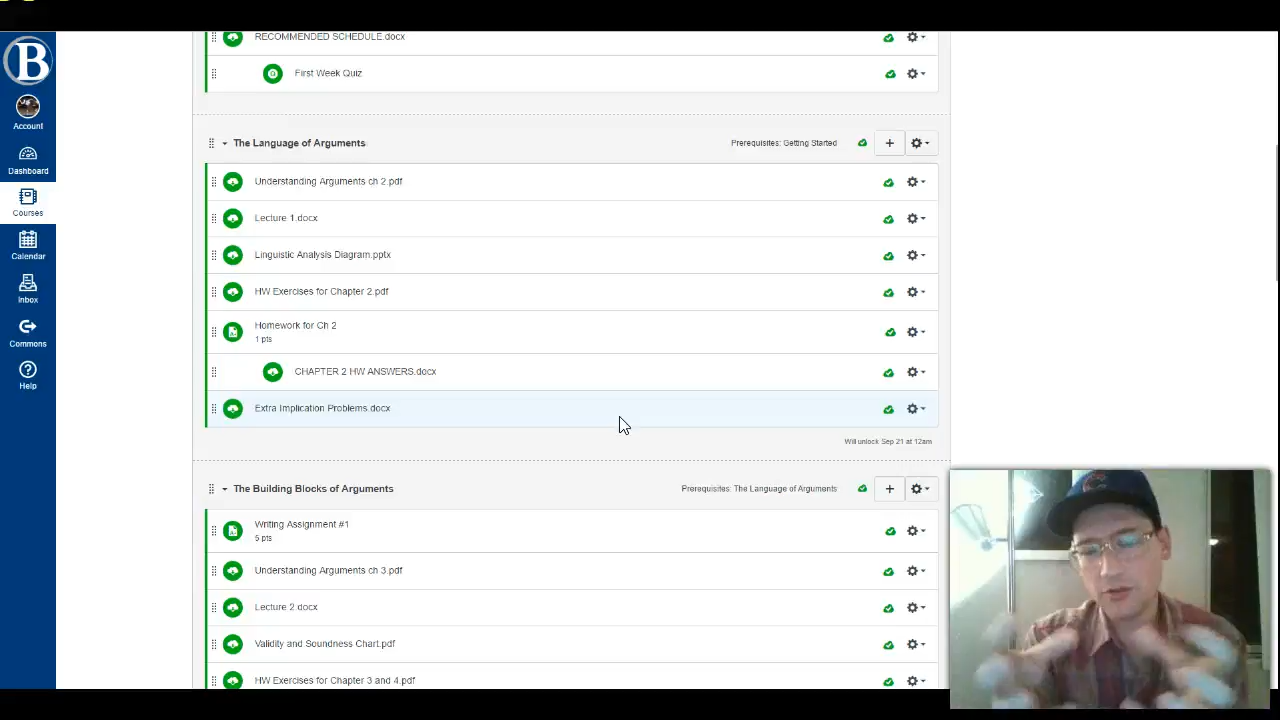 B
RECOMMENDED SCHEDULE.docx
First Week Quiz
Account
Dashboard
Courses
Calendar
Inbox
Commons
Help
The Language of Arguments
Prerequisites: Getting Started
Understanding Arguments ch 2.pdf
Lecture 1.docx
Linguistic Analysis Diagram.pptx
HW Exercises for Chapter 2.pdf
Homework for Ch 2
1 pts
CHAPTER 2 HW ANSWERS.docx
Extra Implication Problems.docx
Will unlock Sep 21 at 12am
The Building Blocks of Arguments
Prerequisites: The Language of Arguments
Writing Assignment #1
5 pts
Understanding Arguments ch 3.pdf
Lecture 2.docx
Validity and Soundness Chart.pdf
HW Exercises for Chapter 3 and 4.pdf